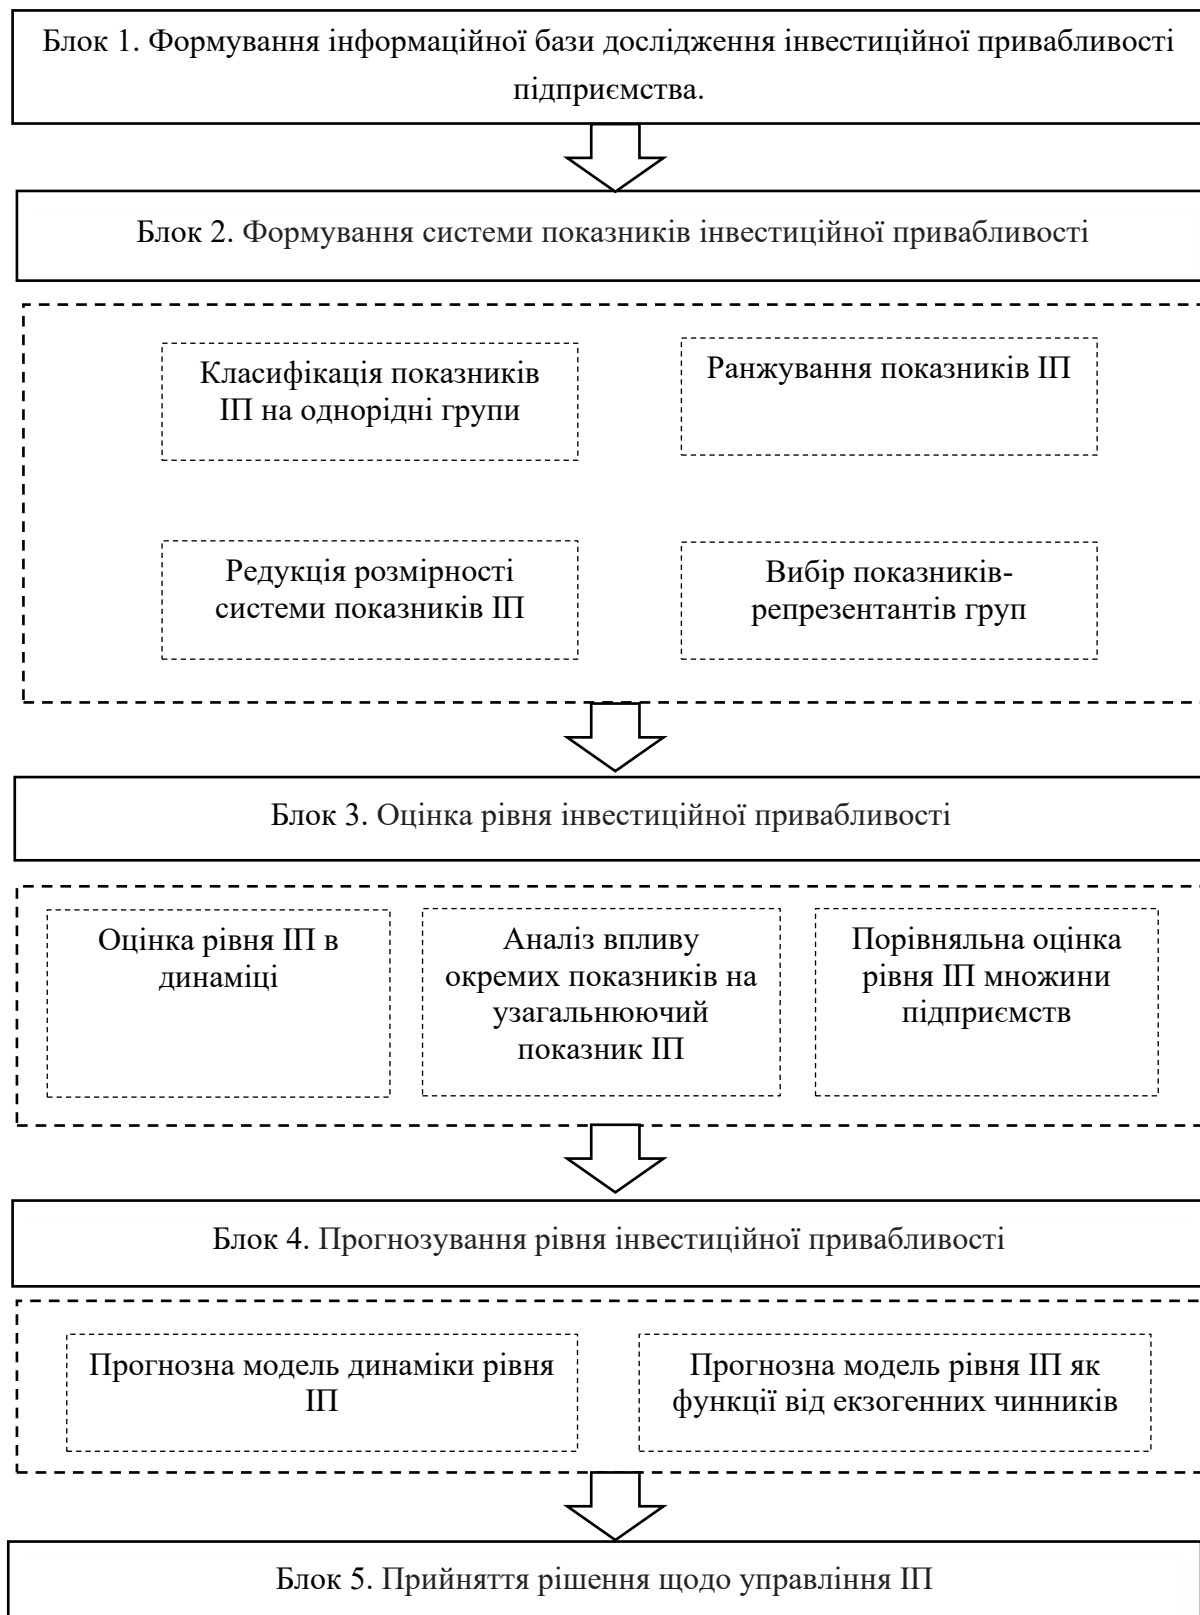 Блок 1. Формування інформаційної бази дослідження інвестиційної привабливості
підприємства.
Блок 2. Формування системи показників інвестиційної привабливості
Класифікація показників
ІП на однорідні групи
Ранжування показників ІП
Редукція розмірності
системи показників ІП
Вибір показників-
репрезентантів груп
Блок 3. Оцінка рівня інвестиційної привабливості
Оцінка рівня ІП в
динаміці
Аналіз впливу
окремих показників на
узагальнюючий
показник ІП
Порівняльна оцінка
рівня ІП множини
підприємств
Блок 4. Прогнозування рівня інвестиційної привабливості
Прогнозна модель динаміки рівня
ІП
Прогнозна модель рівня ІП як
функції від екзогенних чинників
Блок 5. Прийняття рішення щодо управління ІП